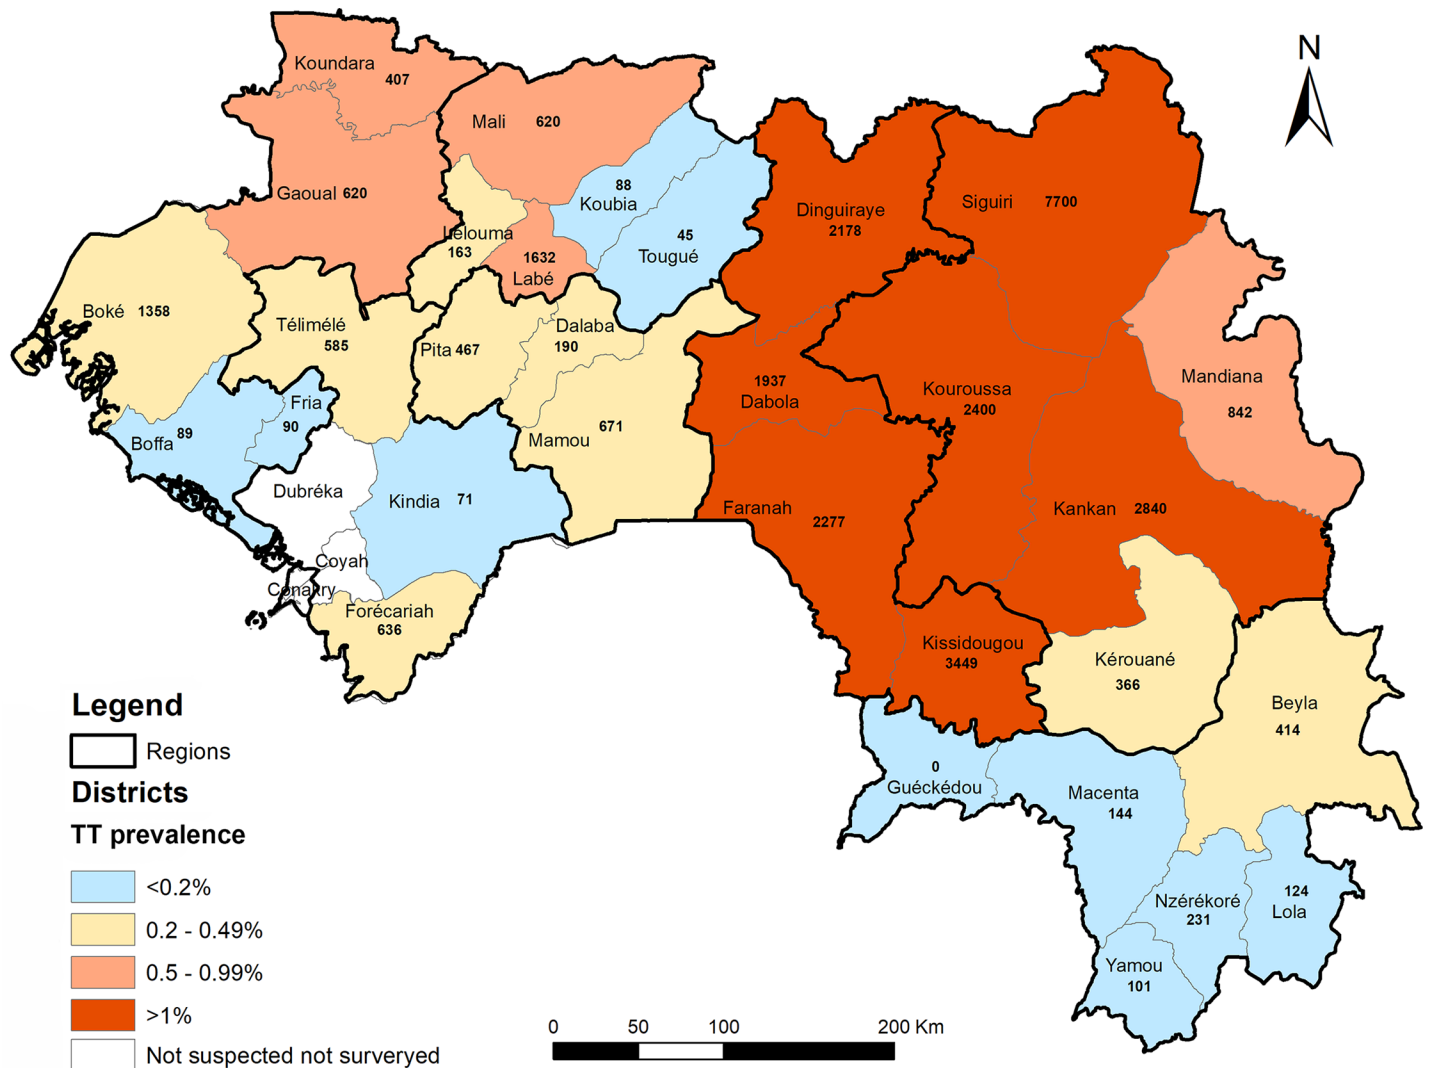 N
Koundara
407
Mali 620
Gaoual 620
88
Koubia
Lélouma
163
45
Tougué
1632
Labé
Dinguiraye
2178
Siguiri 7700
Boké 1358
Télimélé
585
Pita 467
Dalaba
190
Mandiana
842
1937
Dabola
Kouroussa
2400
Fria
90
Boffa 89
Mamou 671
Dubréka
Kindia 71
Faranah
2277
Kankan 2840
Coyah
Conakry
Forécariah
636
Kissidougou
3449
Kérouané
366
Beyla
414
0
Guéckédou
Macenta
144
Nzérékoré
231
124
Lola
Yamou
101
Legend
Regions
Districts
TT prevalence
<0.2%
0.2 - 0.49%
0.5 - 0.99%
>1%
Not suspected not surveryed
0 50 100 200 Km